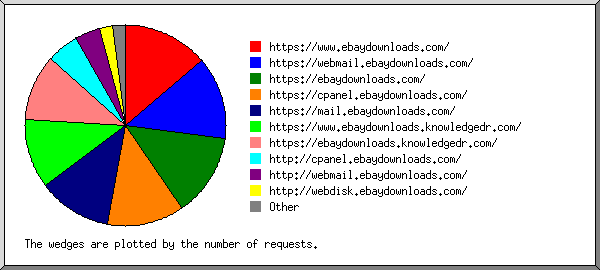 https://www.ebaydownloads.com/
https://webmail.ebaydownloads.com/
https://ebaydownloads.com/
https://cpanel.ebaydownloads.com/
https://mail.ebaydownloads.com/
https://www.ebaydownloads.knowledgedr.com/
https://ebaydownloads.knowledgedr.com/
http://cpanel.ebaydownloads.com/
http://webmail.ebaydownloads.com/
http://webdisk.ebaydownloads.com/
Other
The wedges are plotted by the number of requests.